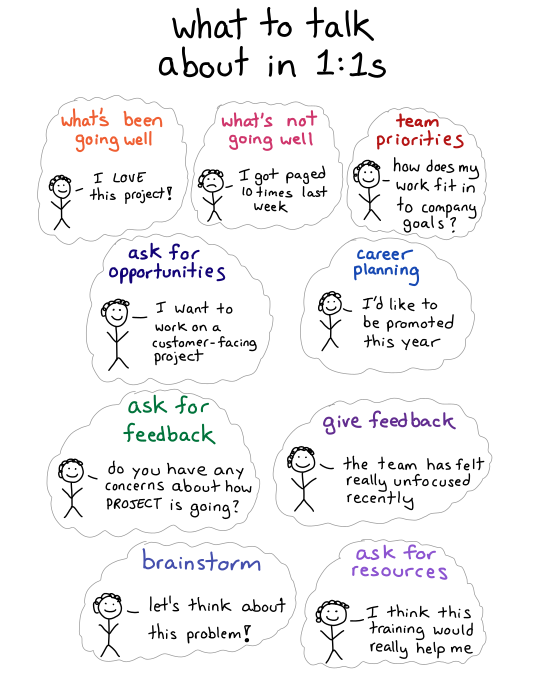 what to talk
about in 1:1s
what's been
going well
I LOVE
this project!
what's not
going well
I got paged
10 times last
week
team
priorities
how does my
work fit in
to company
goals?
ask for
opportunities
I want to
work on a
customer-facing
project
career
planning
I'd like to
be promoted
this year
ask for
feedback
do you have any
concerns about how
PROJECT is going?
give feedback
the team has felt
really unfocused
recently
brainstorm
let's think about
this problem!
ask for
resources
I think this
training would
really help me